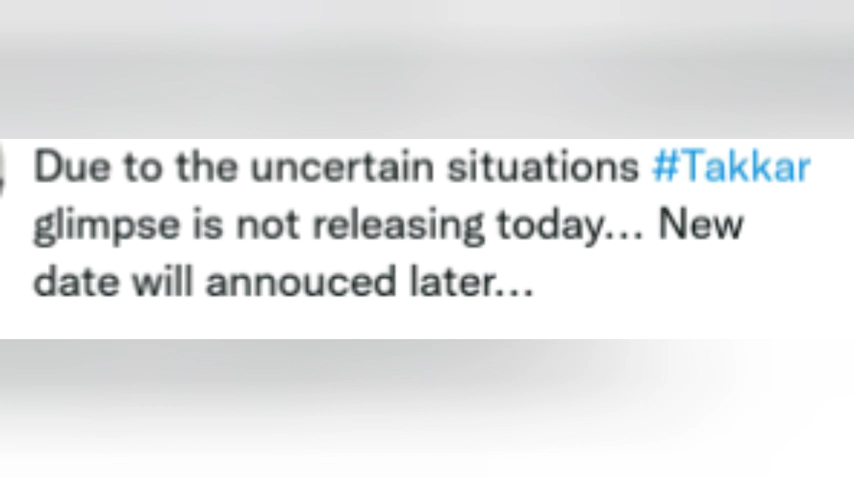 Due to the uncertain situations #Takkar
glimpse is not releasing today... New
date will annouced later...